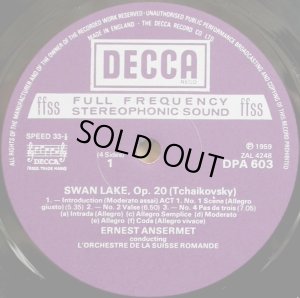 ALL RIGHTS OF THE MANUFACTURER AND OF THE OWNER OF THE RECORDED WORK RESERVED
MADE IN ENGLAND
UNAUTHORISED PUBLIC PERFORMANCE BROADCASTING AND COPYING OF THIS RECORD PROHIBITED
DECCA
ffss
FULL FREQUENCY
STEREOPHONIC SOUND
ffss
SPEED 33⅓
DECCA
(4 Sides)
1
℗ 1959
ZAL 4248
DPA 603
SOLD OUT
SWAN LAKE, Op. 20 (Tchaikovsky)
1. — Introduction (Moderato assai) ACT 1. No. 1 Scène (Allegro
giusto) (5.35) 2. — No. 2 Valse (6.50) 3. — No. 4 Pas de trois (7.05)
(a) Intrada (Allegro) (c) Allegro Semplice (d) Moderato
(e) Allegro (f) Coda (Allegro vivace)
ERNEST ANSERMET
conducting
L'ORCHESTRE DE LA SUISSE ROMANDE